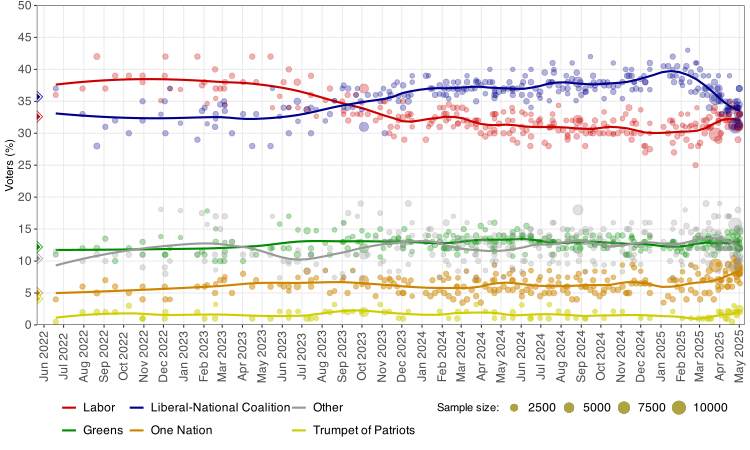 50
45
40
35
30
25
20
15
10
5
0
Voters (%)
Jun 2022 Jul 2022 Aug 2022 Sep 2022 Oct 2022 Nov 2022 Dec 2022 Jan 2023 Feb 2023 Mar 2023 Apr 2023 May 2023 Jun 2023 Jul 2023 Aug 2023 Sep 2023 Oct 2023 Nov 2023 Dec 2023 Jan 2024 Feb 2024 Mar 2024 Apr 2024 May 2024 Jun 2024 Jul 2024 Aug 2024 Sep 2024 Oct 2024 Nov 2024 Dec 2024 Jan 2025 Feb 2025 Mar 2025 Apr 2025 May 2025
Labor Liberal-National Coalition Other Sample size: 2500 5000 7500 10000
Greens One Nation Trumpet of Patriots